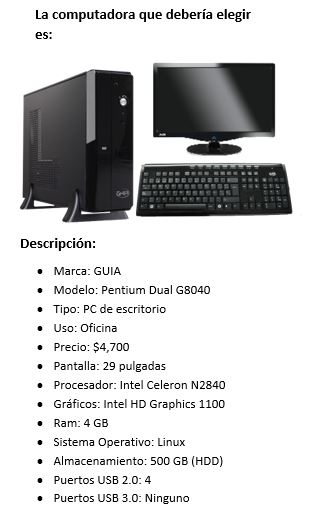 La computadora que debería elegir
es:
Descripción:
• Marca: GUIA
• Modelo: Pentium Dual G8040
• Tipo: PC de escritorio
• Uso: Oficina
• Precio: $4,700
• Pantalla: 29 pulgadas
• Procesador: Intel Celeron N2840
• Gráficos: Intel HD Graphics 1100
• Ram: 4 GB
• Sistema Operativo: Linux
• Almacenamiento: 500 GB (HDD)
• Puertos USB 2.0: 4
• Puertos USB 3.0: Ninguno